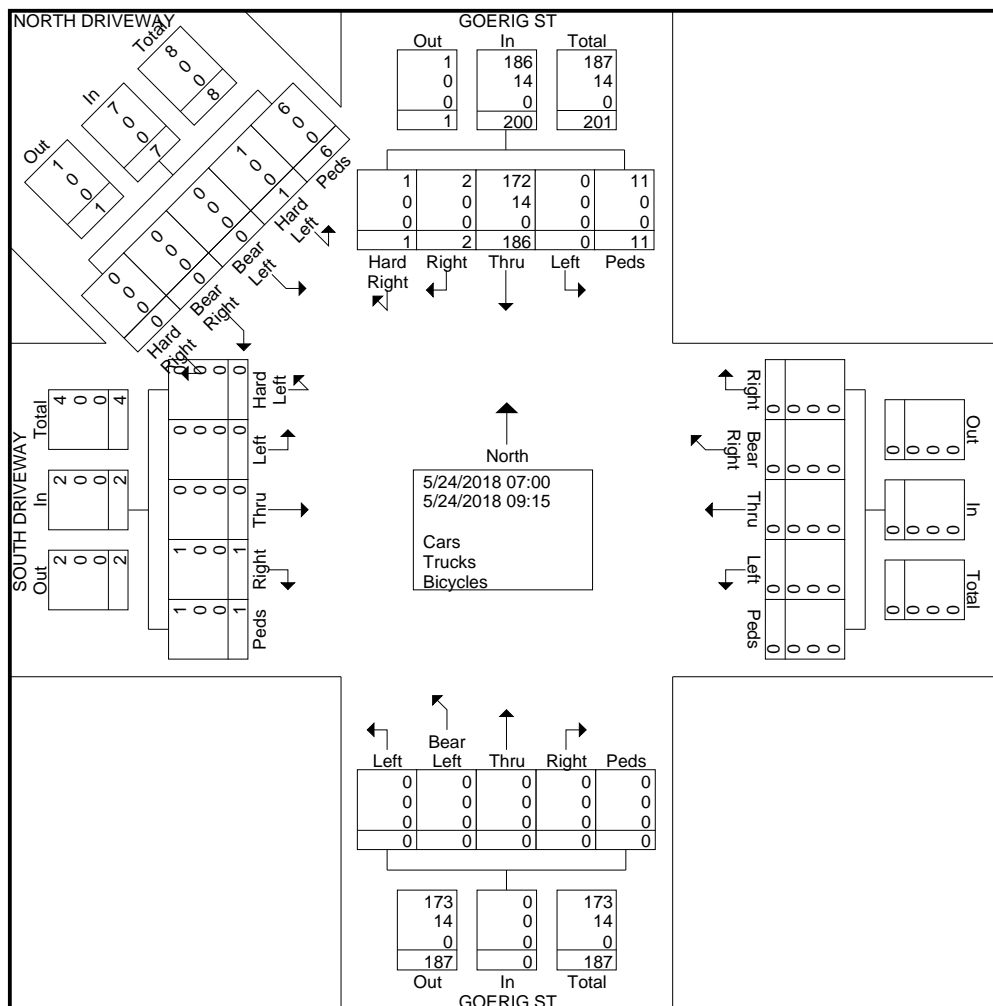 NORTH DRIVEWAY
Out In Total
1 7 8
0 0 0
0 0 0
1 7 8
0 0 0 1 6
0 0 0 0 0
0 0 0 0 0
0 0 0 1 6
Hard Right
Bear Right
Bear Left
Hard Left
Peds
GOERIG ST
Out In Total
1 186 187
0 14 14
0 0 0
1 200 201
1 2 172 0 11
0 0 14 0 0
0 0 0 0 0
1 2 186 0 11
Hard Right Thru Left Peds
Right
SOUTH DRIVEWAY
Out In Total
2 2 4
0 0 0
0 0 0
2 2 4
1 1 0 0 0
0 0 0 0 0
0 0 0 0 0
1 1 0 0 0
Peds Right Thru Left Hard
Left
North
5/24/2018 07:00
5/24/2018 09:15
Cars
Trucks
Bicycles
Right Bear Thru Left Peds
Right
0 0 0 0 0
0 0 0 0 0
0 0 0 0 0
0 0 0 0 0
Out In Total
0 0 0
0 0 0
0 0 0
0 0 0
Bear
Left Left Thru Right Peds
0 0 0 0 0
0 0 0 0 0
0 0 0 0 0
0 0 0 0 0
173 0 173
14 0 14
0 0 0
187 0 187
Out In Total
GOERIG ST